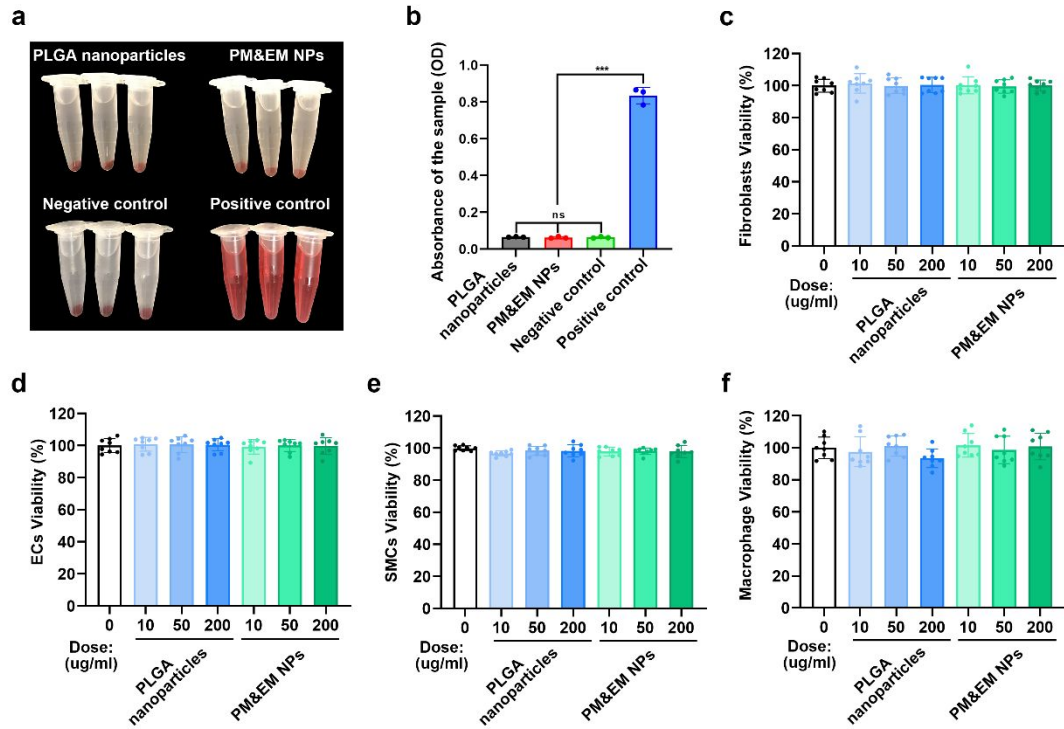 a
PLGA nanoparticles
PM&EM NPs
Negative control
Positive control
b
Absorbance of the sample (OD)
1.0
0.8
0.6
0.4
0.2
0.0
***
ns
PLGA
nanoparticles
PM&EM NPs
Negative control
Positive control
c
Fibroblasts Viability (%)
120
100
80
60
40
20
0
Dose:
(ug/ml)
0
10
50
200
10
50
200
PLGA
nanoparticles
PM&EM NPs
d
ECs Viability (%)
120
100
80
60
40
20
0
Dose:
(ug/ml)
0
10
50
200
10
50
200
PLGA
nanoparticles
PM&EM NPs
e
SMCs Viability (%)
120
100
80
60
40
20
0
Dose:
(ug/ml)
0
10
50
200
10
50
200
PLGA
nanoparticles
PM&EM NPs
f
Macrophage Viability (%)
120
100
80
60
40
20
0
Dose:
(ug/ml)
0
10
50
200
10
50
200
PLGA
nanoparticles
PM&EM NPs